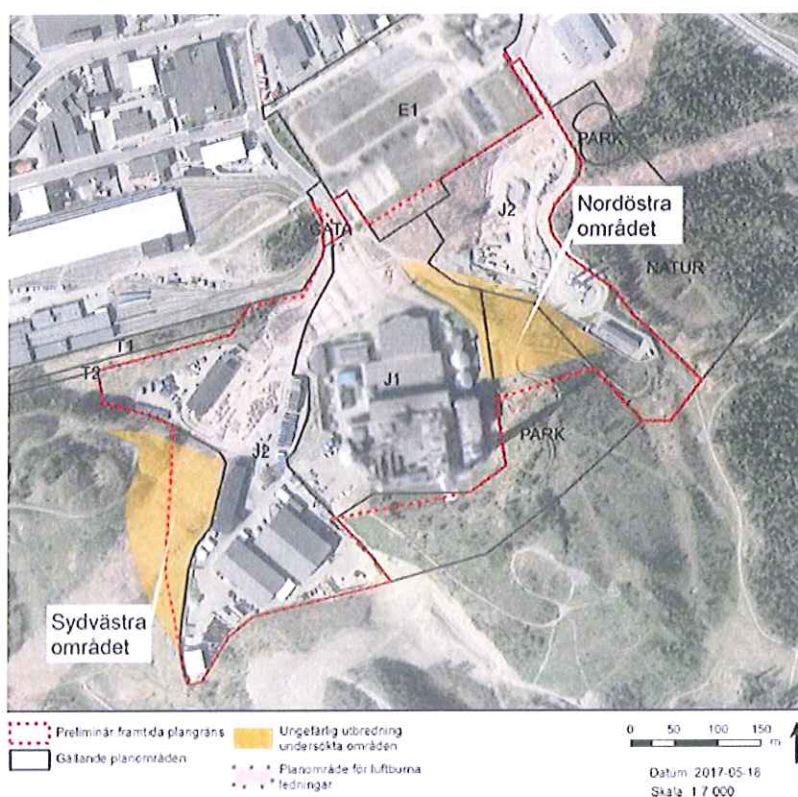 E1
PARK
J2
Nordöstra
området
GATA
NATUR
T1
T2
J1
PARK
J2
Sydvästra
området
Preliminär framtida plangräns
Gällande planområden
Ungefärlig utbredning
undersökta områden
Planområde för luftburna
ledningar
0 50 100 150
m
Datum: 2017-05-18
Skala: 1:7 000